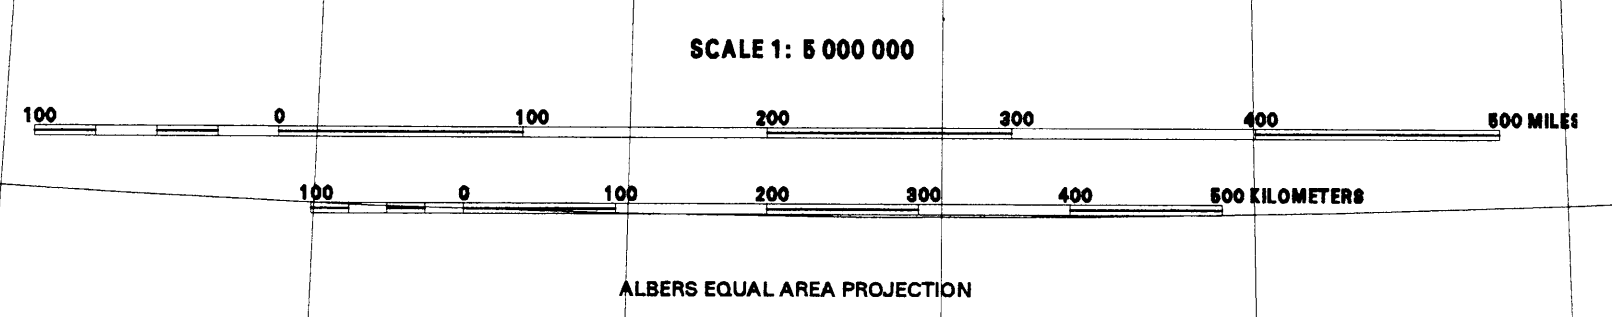 SCALE 1: 5 000 000
100 0 100 200 300 400 500 MILES
100 0 100 200 300 400 500 KILOMETERS
ALBERS EQUAL AREA PROJECTION